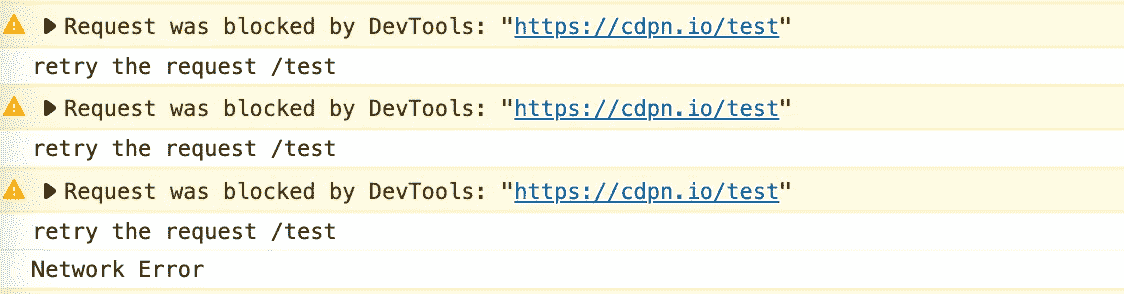 Request was blocked by DevTools: "https://cdpn.io/test"
retry the request /test
Request was blocked by DevTools: "https://cdpn.io/test"
retry the request /test
Request was blocked by DevTools: "https://cdpn.io/test"
retry the request /test
Network Error